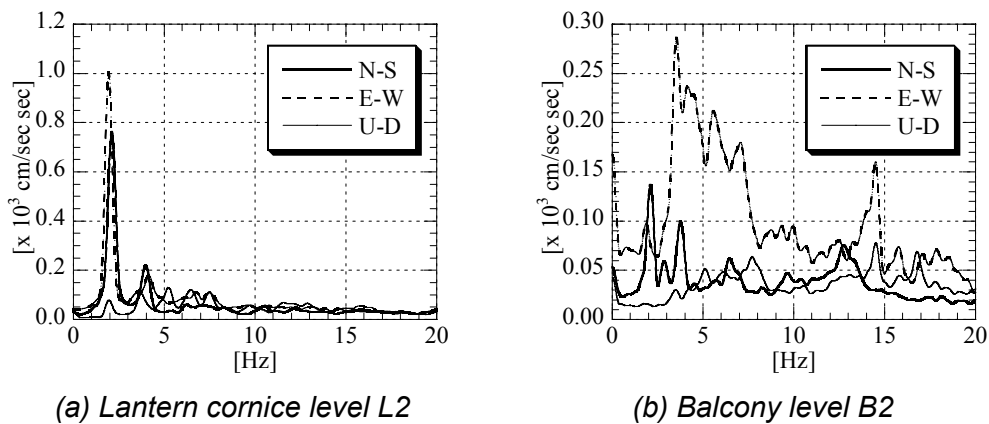 1.2
1.0
0.8
0.6
0.4
0.2
0.0
[x 10³ cm/sec sec]
N-S
E-W
U-D
0 5 10 15 20
[Hz]
(a) Lantern cornice level L2
0.30
0.25
0.20
0.15
0.10
0.05
0.00
[x 10³ cm/sec sec]
N-S
E-W
U-D
0 5 10 15 20
[Hz]
(b) Balcony level B2